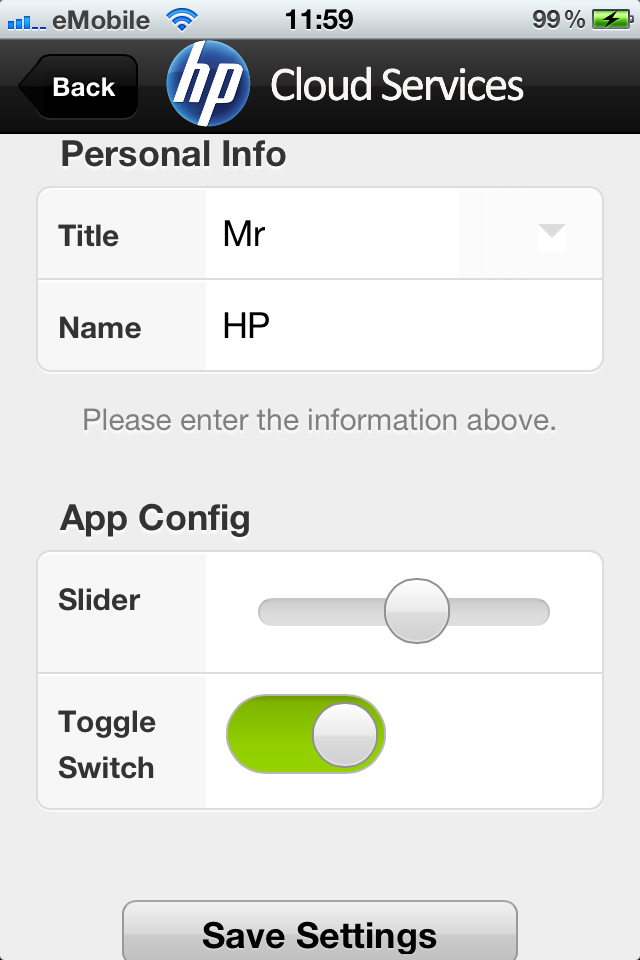 eMobile 11:59 99%
Back hp Cloud Services
Personal Info
Title Mr
Name HP
Please enter the information above.
App Config
Slider
Toggle
Switch
Save Settings